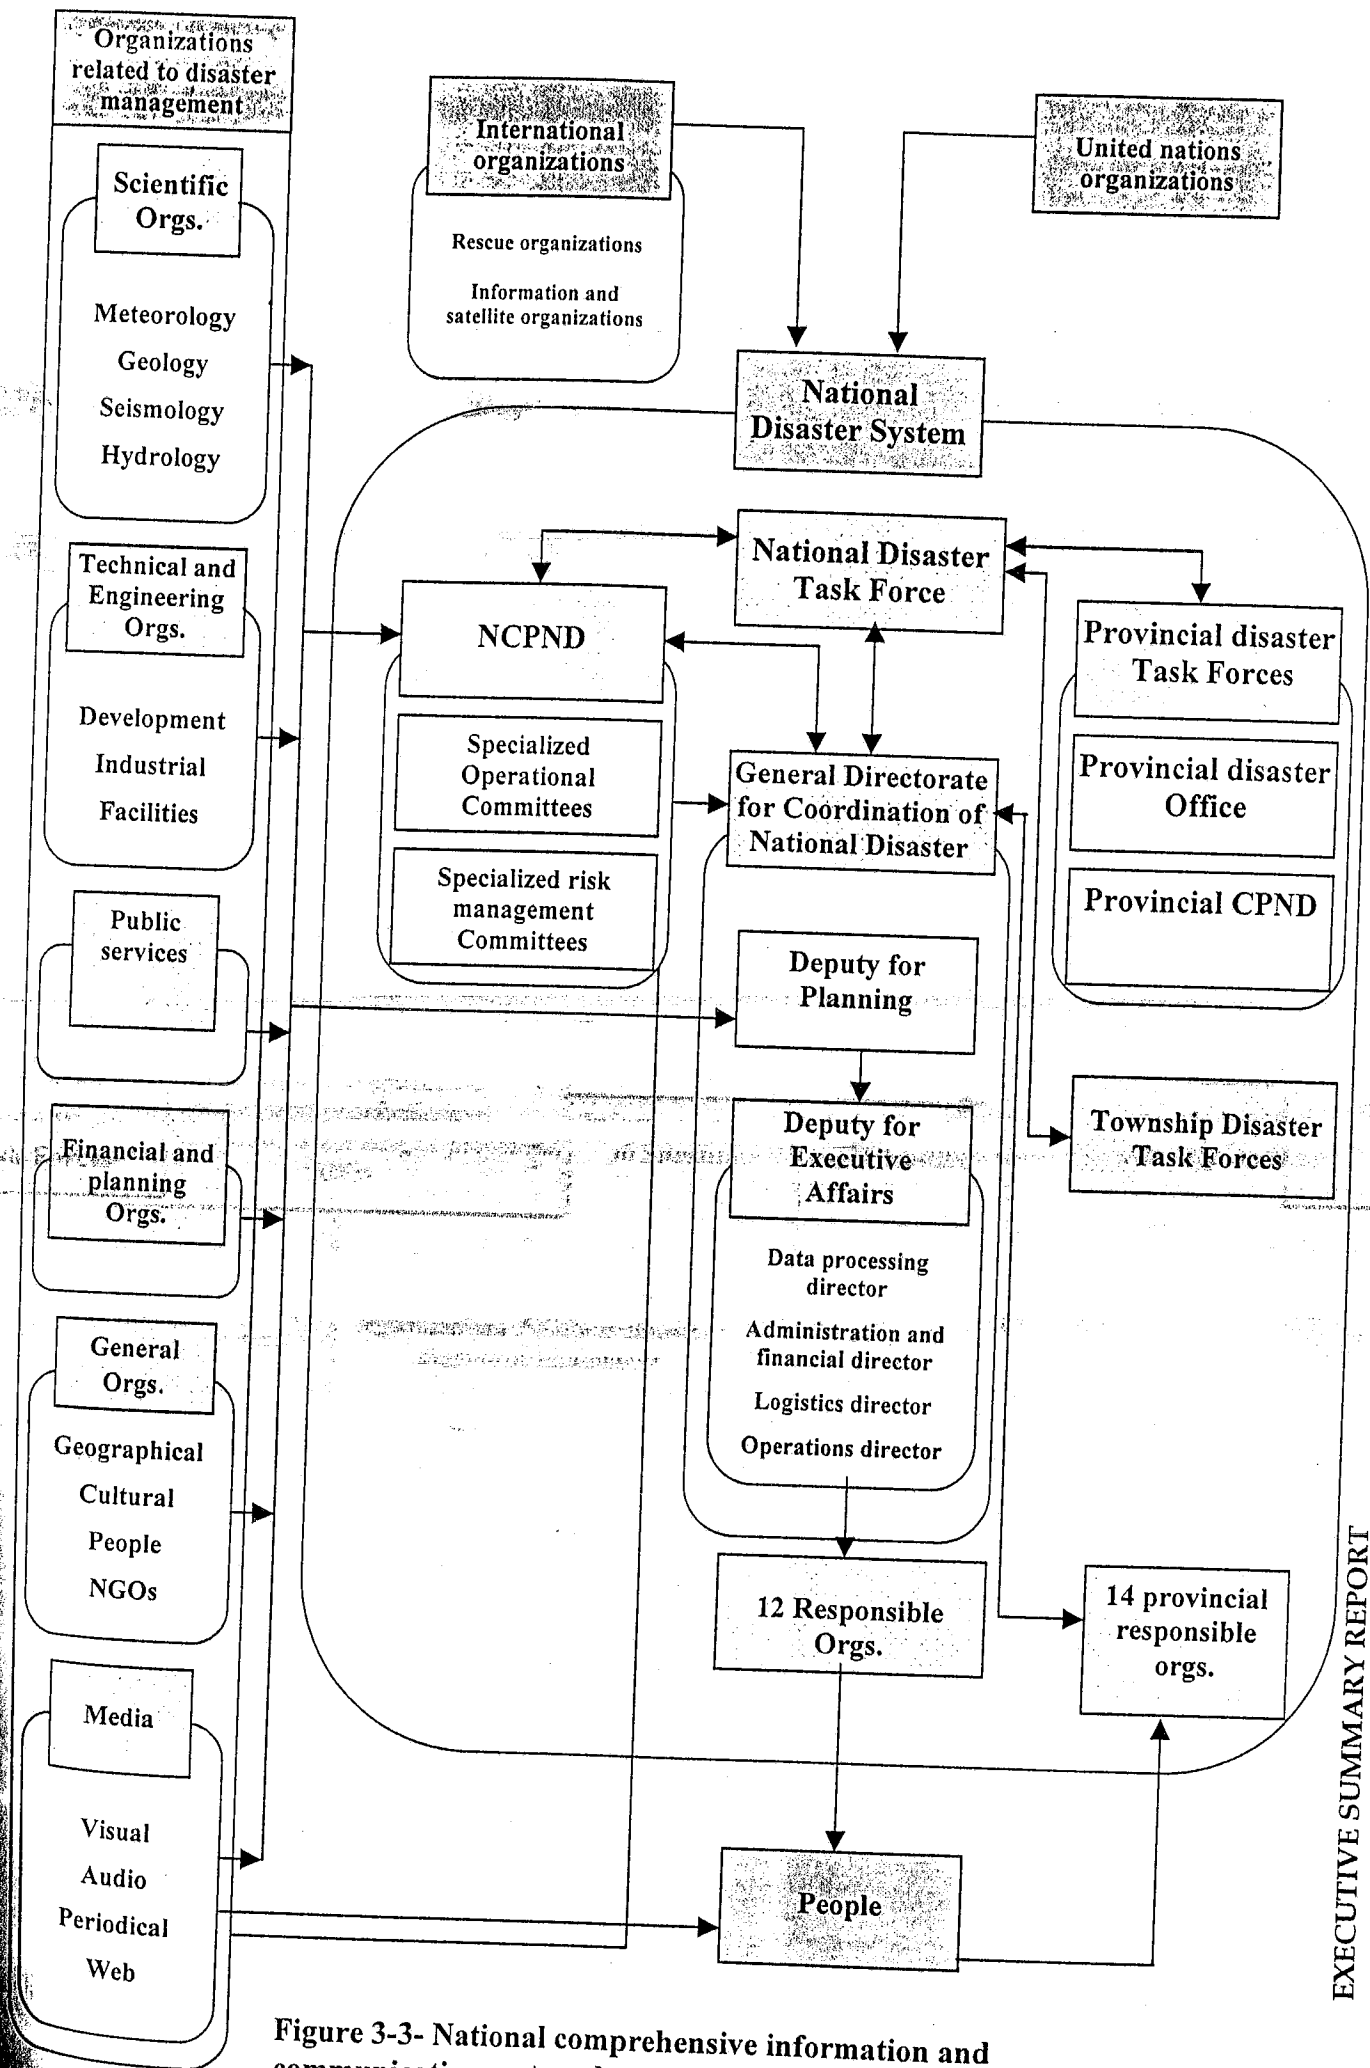 Organizations
related to disaster
management
Scientific
Orgs.
Meteorology
Geology
Seismology
Hydrology
Technical and
Engineering
Orgs.
Development
Industrial
Facilities
Public
services
Financial and
planning
Orgs.
General
Orgs.
Geographical
Cultural
People
NGOs
Media
Visual
Audio
Periodical
Web
International
organizations
Rescue organizations
Information and
satellite organizations
United nations
organizations
National
Disaster System
National Disaster
Task Force
NCPND
Specialized
Operational
Committees
Specialized risk
management
Committees
General Directorate
for Coordination of
National Disaster
Deputy for
Planning
Deputy for
Executive
Affairs
Data processing
director
Administration and
financial director
Logistics director
Operations director
12 Responsible
Orgs.
People
Provincial disaster
Task Forces
Provincial disaster
Office
Provincial CPND
Township Disaster
Task Forces
14 provincial
responsible
orgs.
EXECUTIVE SUMMARY REPORT
Figure 3-3- National comprehensive information and